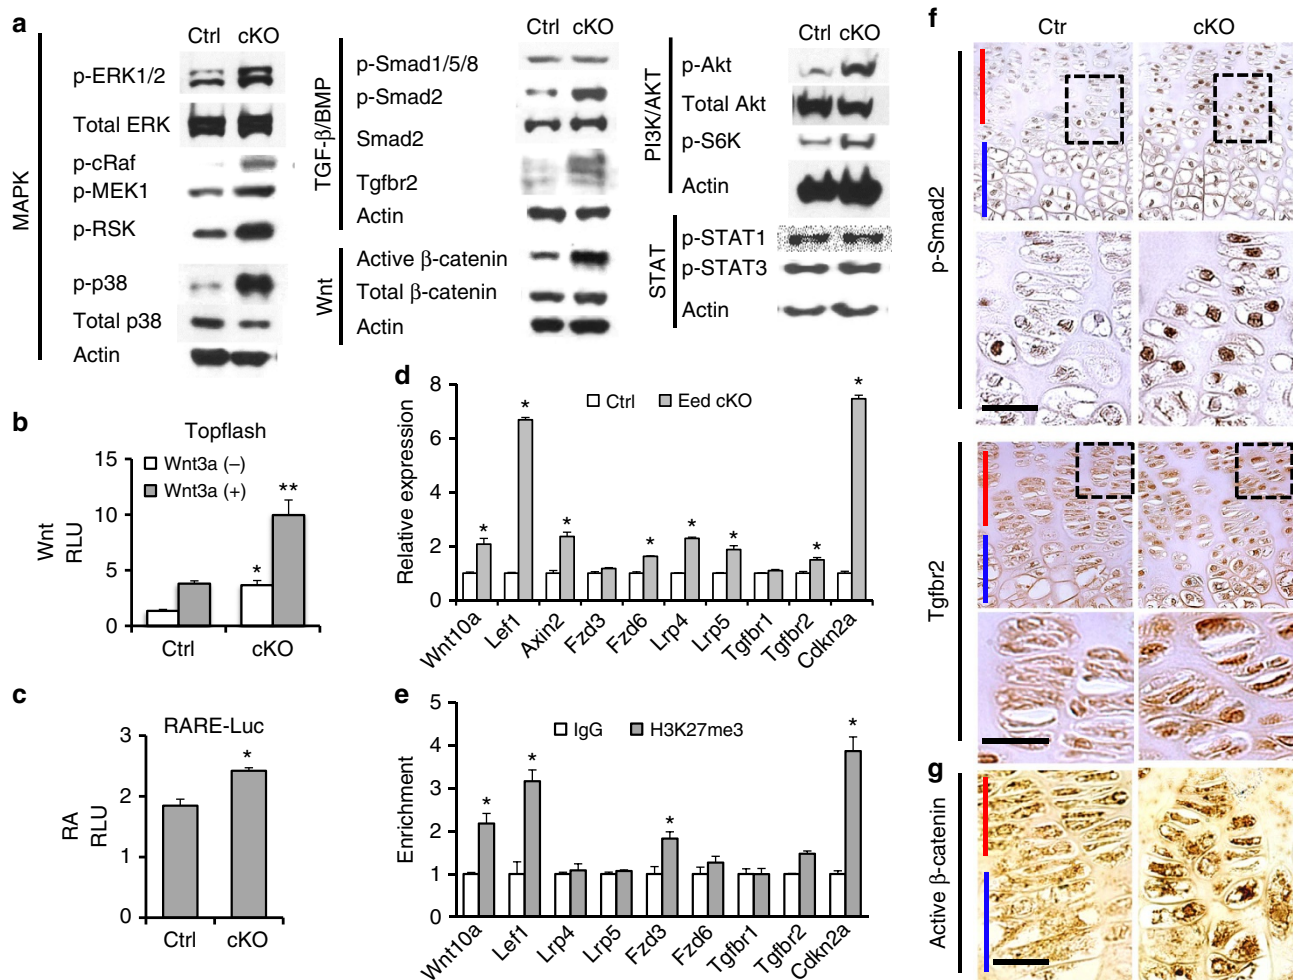 a
Ctrl cKO
MAPK
p-ERK1/2
Total ERK
p-cRaf
p-MEK1
p-RSK
p-p38
Total p38
Actin
Ctrl cKO
TGF-β/BMP
p-Smad1/5/8
p-Smad2
Smad2
Tgfbr2
Actin
Wnt
Active β-catenin
Total β-catenin
Actin
Ctrl cKO
PI3K/AKT
p-Akt
Total Akt
p-S6K
Actin
STAT
p-STAT1
p-STAT3
Actin
b
Topflash
Wnt3a (–)
Wnt3a (+)
Wnt
RLU
15
10
5
0
*
**
Ctrl cKO
c
RARE-Luc
RA
RLU
3
2
1
0
*
Ctrl cKO
d
Ctrl Eed cKO
Relative expression
8
6
4
2
0
* * * * * * * *
Wnt10a Lef1 Axin2 Fzd3 Fzd6 Lrp4 Lrp5 Tgfbr1 Tgfbr2 Cdkn2a
e
IgG H3K27me3
Enrichment
5
4
3
2
1
0
* * * *
Wnt10a Lef1 Lrp4 Lrp5 Fzd3 Fzd6 Tgfbr1 Tgfbr2 Cdkn2a
f
Ctr cKO
p-Smad2
Tgfbr2
g
Active β-catenin